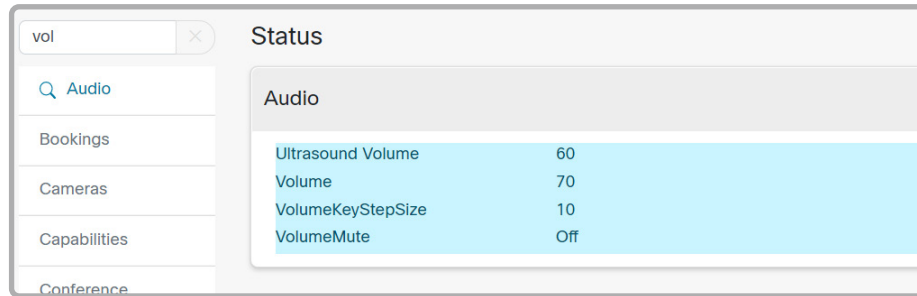 vol
Status
Audio
Audio
Bookings
Ultrasound Volume 60
Volume 70
Cameras
VolumeKeyStepSize 10
VolumeMute Off
Capabilities
Conference